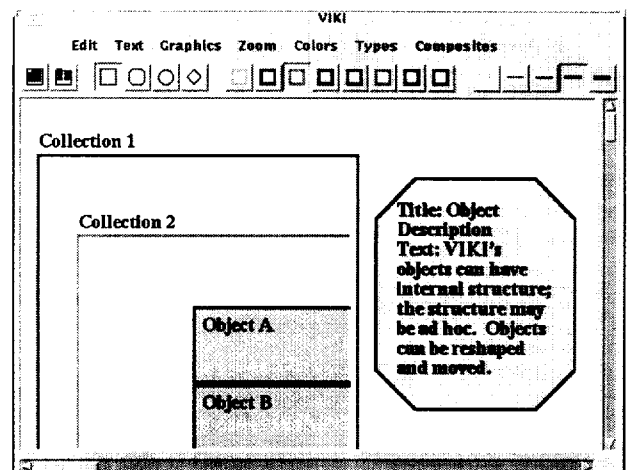 VIKI
Edit Text Graphics Zoom Colors Types Composites
Collection 1
Collection 2
Object A
Object B
Title: Object
Description
Text: VIKI's
objects can have
internal structure;
the structure may
be ad hoc. Objects
can be reshaped
and moved.